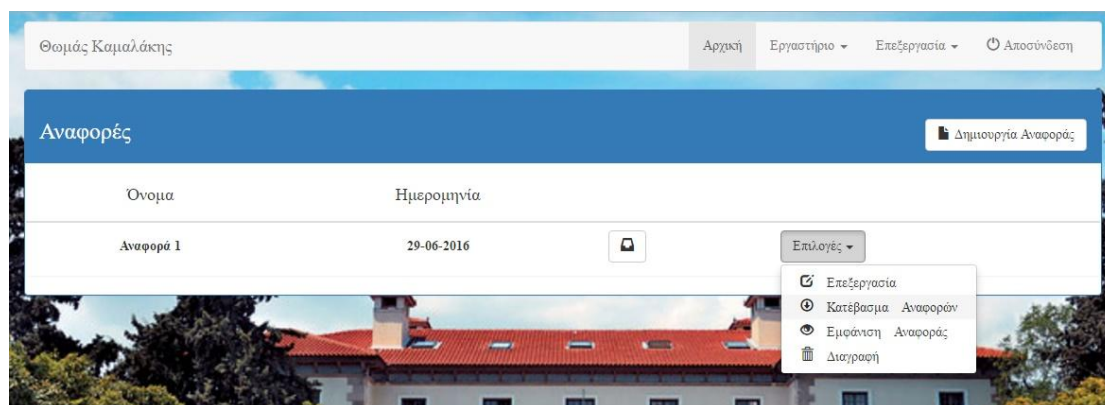 Θωμάς Καμαλάκης Αρχική Εργαστήριο Επεξεργασία Αποσύνδεση
Αναφορές Δημιουργία Αναφοράς
Όνομα Ημερομηνία
Αναφορά 1 29-06-2016 Επιλογές
Επεξεργασία
Κατέβασμα Αναφορών
Εμφάνιση Αναφοράς
Διαγραφή